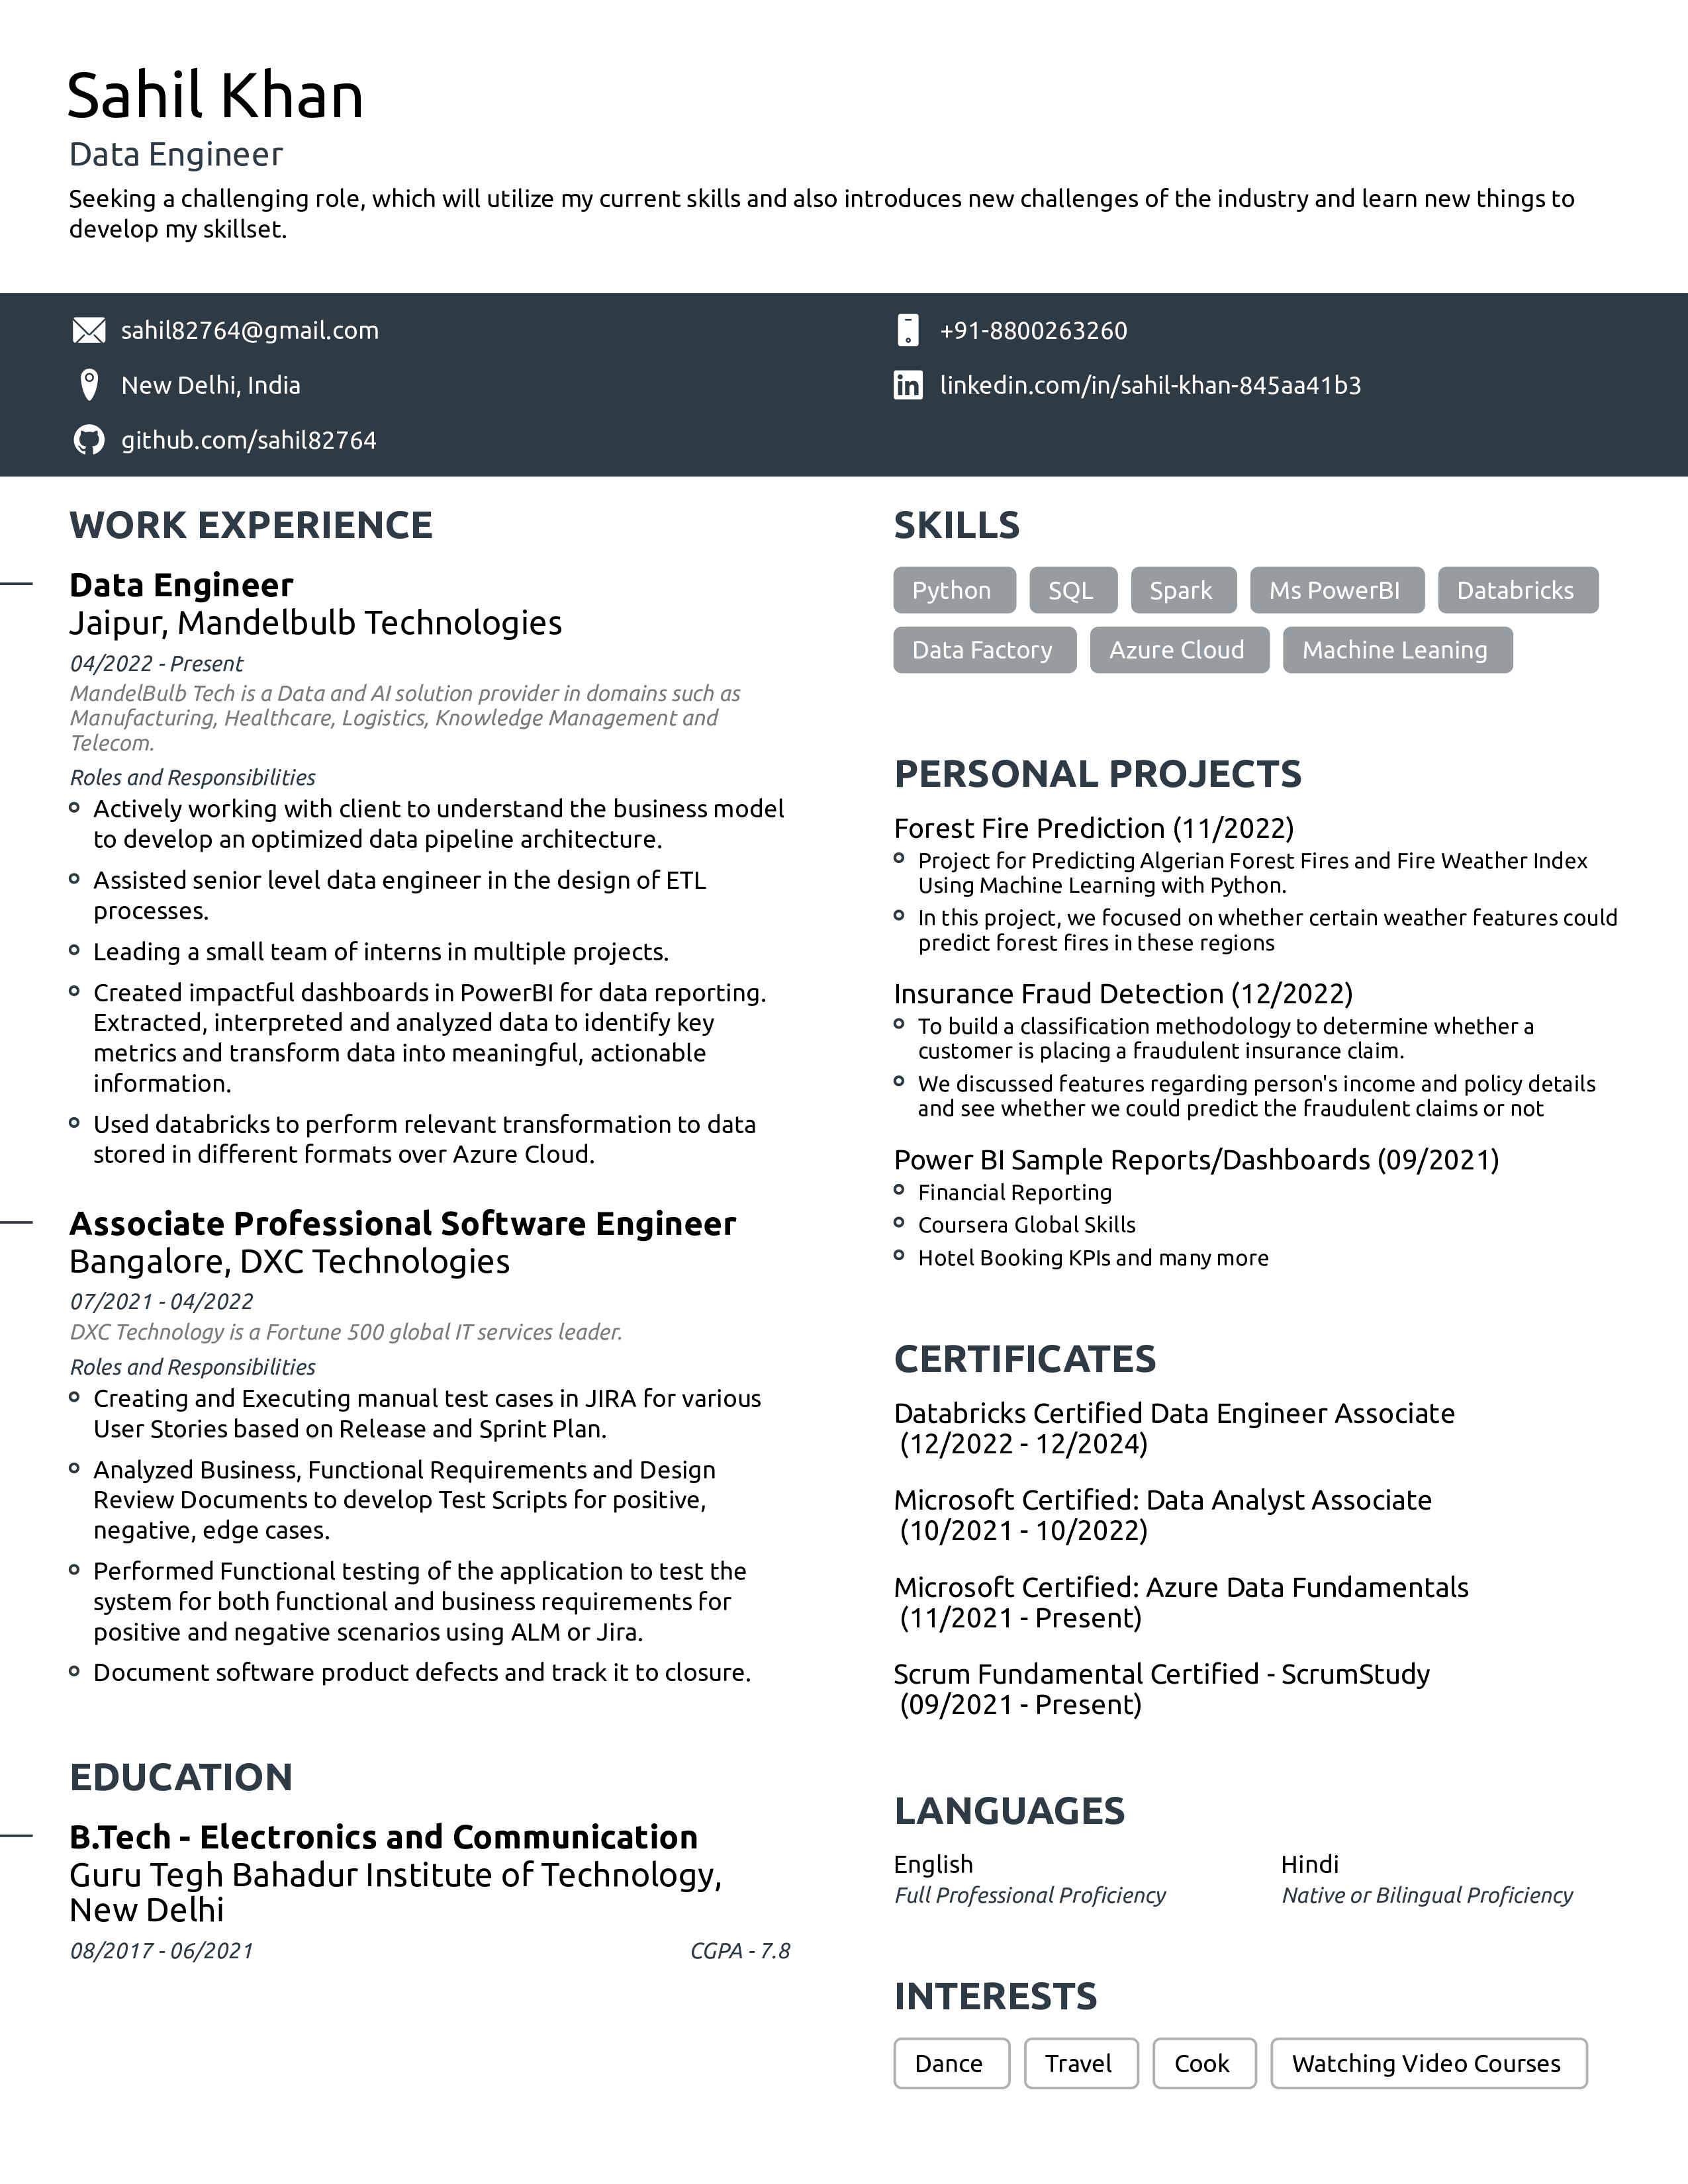 Sahil Khan
Data Engineer
Seeking a challenging role, which will utilize my current skills and also introduces new challenges of the industry and learn new things to
develop my skillset.
sahil82764@gmail.com
+91-8800263260
New Delhi, India
linkedin.com/in/sahil-khan-845aa41b3
github.com/sahil82764
WORK EXPERIENCE
Data Engineer
Jaipur, Mandelbulb Technologies
04/2022 - Present
MandelBulb Tech is a Data and AI solution provider in domains such as
Manufacturing, Healthcare, Logistics, Knowledge Management and
Telecom.
Roles and Responsibilities
Actively working with client to understand the business model
to develop an optimized data pipeline architecture.
Assisted senior level data engineer in the design of ETL
processes.
Leading a small team of interns in multiple projects.
Created impactful dashboards in PowerBI for data reporting.
Extracted, interpreted and analyzed data to identify key
metrics and transform data into meaningful, actionable
information.
Used databricks to perform relevant transformation to data
stored in different formats over Azure Cloud.
Associate Professional Software Engineer
Bangalore, DXC Technologies
07/2021 - 04/2022
DXC Technology is a Fortune 500 global IT services leader.
Roles and Responsibilities
Creating and Executing manual test cases in JIRA for various
User Stories based on Release and Sprint Plan.
Analyzed Business, Functional Requirements and Design
Review Documents to develop Test Scripts for positive,
negative, edge cases.
Performed Functional testing of the application to test the
system for both functional and business requirements for
positive and negative scenarios using ALM or Jira.
Document software product defects and track it to closure.
EDUCATION
B.Tech - Electronics and Communication
Guru Tegh Bahadur Institute of Technology,
New Delhi
08/2017 - 06/2021 CGPA - 7.8
SKILLS
Python SQL Spark Ms PowerBI Databricks
Data Factory Azure Cloud Machine Leaning
PERSONAL PROJECTS
Forest Fire Prediction (11/2022)
Project for Predicting Algerian Forest Fires and Fire Weather Index
Using Machine Learning with Python.
In this project, we focused on whether certain weather features could
predict forest fires in these regions
Insurance Fraud Detection (12/2022)
To build a classification methodology to determine whether a
customer is placing a fraudulent insurance claim.
We discussed features regarding person's income and policy details
and see whether we could predict the fraudulent claims or not
Power BI Sample Reports/Dashboards (09/2021)
Financial Reporting
Coursera Global Skills
Hotel Booking KPIs and many more
CERTIFICATES
Databricks Certified Data Engineer Associate
(12/2022 - 12/2024)
Microsoft Certified: Data Analyst Associate
(10/2021 - 10/2022)
Microsoft Certified: Azure Data Fundamentals
(11/2021 - Present)
Scrum Fundamental Certified - ScrumStudy
(09/2021 - Present)
LANGUAGES
English Hindi
Full Professional Proficiency Native or Bilingual Proficiency
INTERESTS
Dance Travel Cook Watching Video Courses